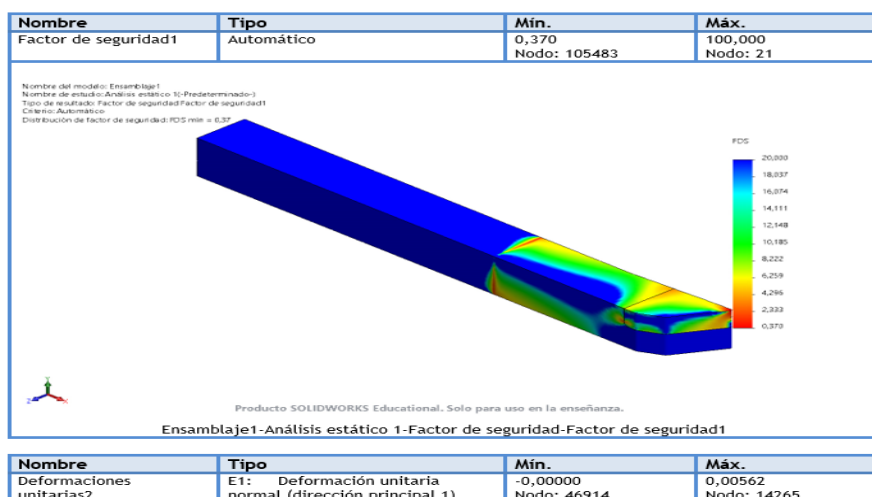 Nombre Tipo Mín. Máx.
Factor de seguridad1 Automático 0,370 100,000
Nodo: 105483 Nodo: 21
Nombre del modelo: Ensamblaje1
Nombre de estudio: Análisis estático 1(-Predeterminado-)
Tipo de resultado: Factor de seguridad Factor de seguridad1
Criterio: Automático
Distribución de factor de seguridad: FDS mín = 0,37
FDS
20,000
18,037
16,074
14,111
12,148
10,185
8,222
6,259
4,296
2,333
0,370
Producto SOLIDWORKS Educational. Solo para uso en la enseñanza.
Ensamblaje1-Análisis estático 1-Factor de seguridad-Factor de seguridad1
Nombre Tipo Mín. Máx.
Deformaciones E1: Deformación unitaria -0,00000 0,00562
unitarias2 normal (dirección principal 1) Nodo: 46914 Nodo: 14265